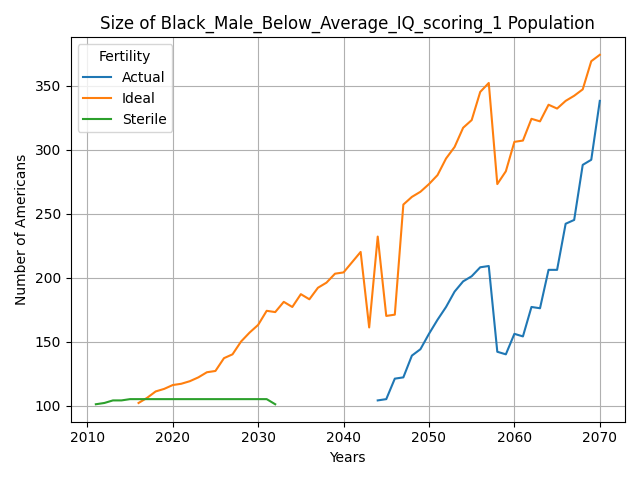 Size of Black_Male_Below_Average_IQ_scoring_1 Population
Fertility
Actual
Ideal
Sterile
Number of Americans
350
300
250
200
150
100
2010 2020 2030 2040 2050 2060 2070
Years